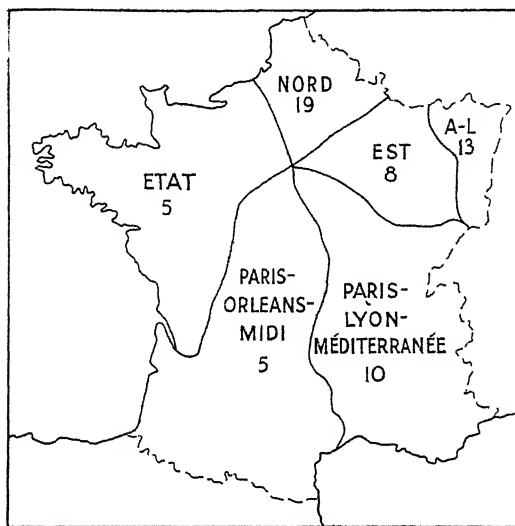 NORD
19
A-L
13
EST
8
ETAT
5
PARIS-
ORLEANS-
MIDI
5
PARIS-
LYON-
MÉDITERRANÉE
10